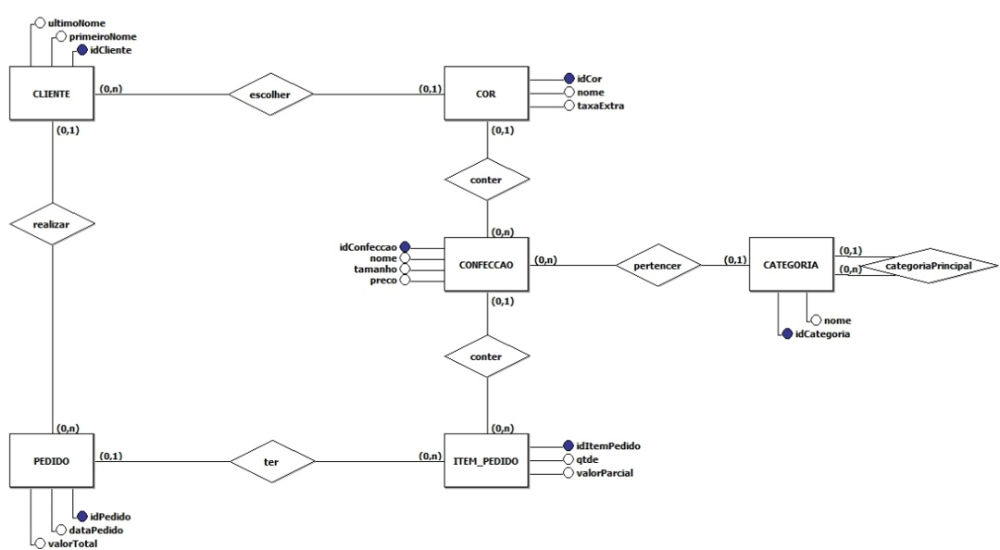 ultimoNome
primeiroNome
idCliente
CLIENTE
(0,n)
escolher
(0,1)
COR
idCor
nome
taxaExtra
(0,1)
(0,1)
conter
realizar
(0,n)
idConfeccao
nome
tamanho
preco
CONFECCAO
(0,n)
pertencer
(0,1)
CATEGORIA
(0,1)
(0,n)
categoriaPrincipal
(0,1)
nome
idCategoria
conter
(0,n)
(0,n)
PEDIDO
(0,1)
ter
(0,n)
ITEM_PEDIDO
idItemPedido
qtde
valorParcial
idPedido
dataPedido
valorTotal